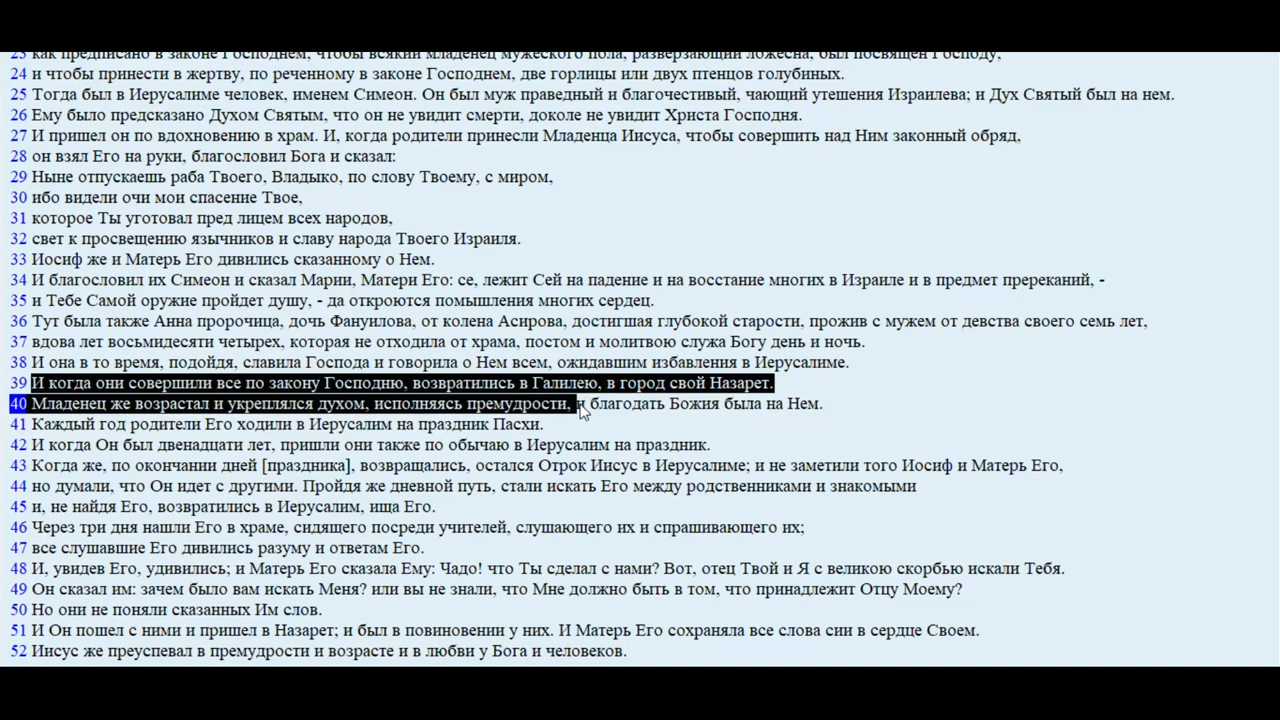 23 как предписано в законе Господнем, чтобы всякий младенец мужеского пола, разверзающий ложесна, был посвящен Господу,
24 и чтобы принести в жертву, по реченному в законе Господнем, две горлицы или двух птенцов голубиных.
25 Тогда был в Иерусалиме человек, именем Симеон. Он был муж праведный и благочестивый, чающий утешения Израилева; и Дух Святый был на нем.
26 Ему было предсказано Духом Святым, что он не увидит смерти, доколе не увидит Христа Господня.
27 И пришел он по вдохновению в храм. И, когда родители принесли Младенца Иисуса, чтобы совершить над Ним законный обряд,
28 он взял Его на руки, благословил Бога и сказал:
29 Ныне отпускаешь раба Твоего, Владыко, по слову Твоему, с миром,
30 ибо видели очи мои спасение Твое,
31 которое Ты уготовал пред лицем всех народов,
32 свет к просвещению язычников и славу народа Твоего Израиля.
33 Иосиф же и Матерь Его дивились сказанному о Нем.
34 И благословил их Симеон и сказал Марии, Матери Его: се, лежит Сей на падение и на восстание многих в Израиле и в предмет пререканий, -
35 и Тебе Самой оружие пройдет душу, - да откроются помышления многих сердец.
36 Тут была также Анна пророчица, дочь Фануилова, от колена Асирова, достигшая глубокой старости, прожив с мужем от девства своего семь лет,
37 вдова лет восьмидесяти четырех, которая не отходила от храма, постом и молитвою служа Богу день и ночь.
38 И она в то время, подойдя, славила Господа и говорила о Нем всем, ожидавшим избавления в Иерусалиме.
39 И когда они совершили все по закону Господню, возвратились в Галилею, в город свой Назарет.
40 Младенец же возрастал и укреплялся духом, исполняясь премудрости, и благодать Божия была на Нем.
41 Каждый год родители Его ходили в Иерусалим на праздник Пасхи.
42 И когда Он был двенадцати лет, пришли они также по обычаю в Иерусалим на праздник.
43 Когда же, по окончании дней [праздника], возвращались, остался Отрок Иисус в Иерусалиме; и не заметили того Иосиф и Матерь Его,
44 но думали, что Он идет с другими. Пройдя же дневной путь, стали искать Его между родственниками и знакомыми
45 и, не найдя Его, возвратились в Иерусалим, ища Его.
46 Через три дня нашли Его в храме, сидящего посреди учителей, слушающего их и спрашивающего их;
47 все слушавшие Его дивились разуму и ответам Его.
48 И, увидев Его, удивились; и Матерь Его сказала Ему: Чадо! что Ты сделал с нами? Вот, отец Твой и Я с великою скорбью искали Тебя.
49 Он сказал им: зачем было вам искать Меня? или вы не знали, что Мне должно быть в том, что принадлежит Отцу Моему?
50 Но они не поняли сказанных Им слов.
51 И Он пошел с ними и пришел в Назарет; и был в повиновении у них. И Матерь Его сохраняла все слова сии в сердце Своем.
52 Иисус же преуспевал в премудрости и возрасте и в любви у Бога и человеков.